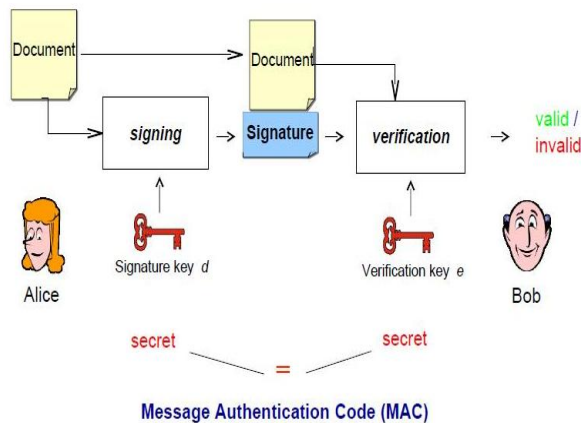 Document
Document
signing
Signature
verification
valid /
invalid
Signature key d
Verification key e
Alice
Bob
secret
secret
=
Message Authentication Code (MAC)